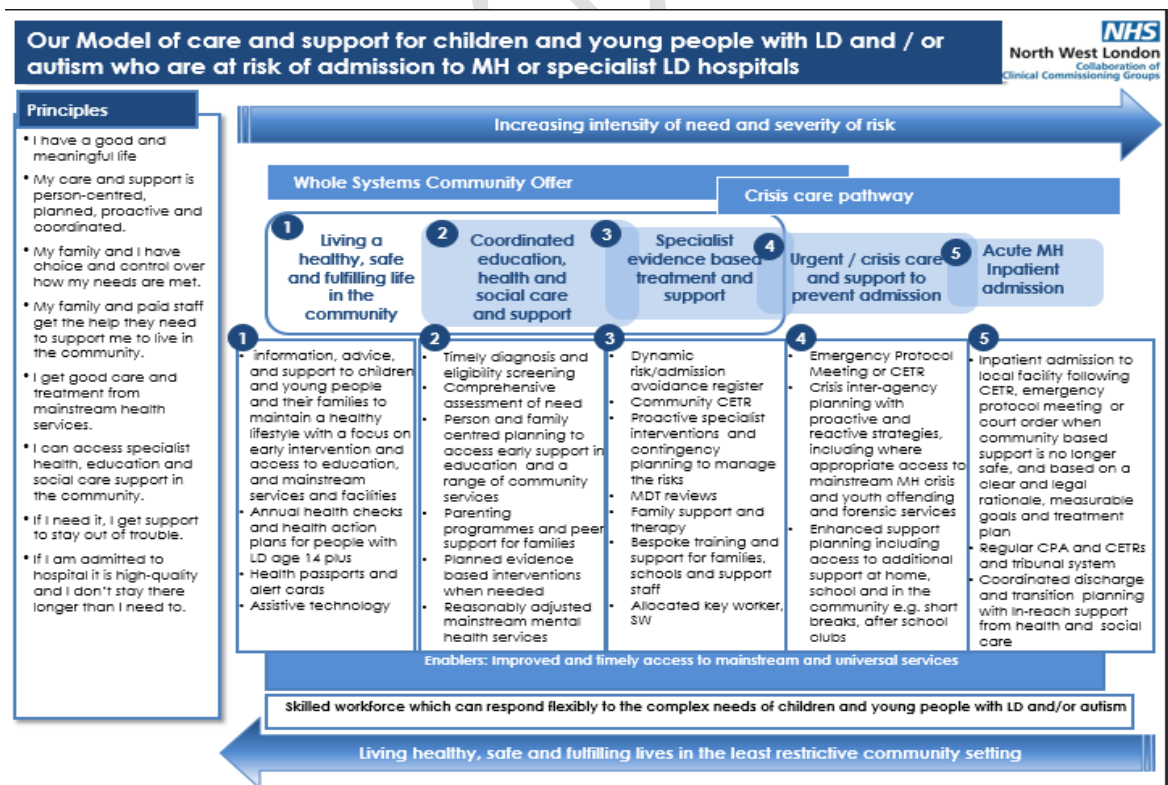 Our Model of care and support for children and young people with LD and / or
autism who are at risk of admission to MH or specialist LD hospitals
NHS
North West London
Collaboration of
Clinical Commissioning Groups
Principles
• I have a good and
meaningful life
• My care and support is
person-centred,
planned, proactive and
coordinated.
• My family and I have
choice and control over
how my needs are met.
• My family and paid staff
get the help they need
to support me to live in
the community.
• I get good care and
treatment from
mainstream health
services.
• I can access specialist
health, education and
social care support in
the community.
• If I need it, I get support
to stay out of trouble.
• If I am admitted to
hospital it is high-quality
and I don't stay there
longer than I need to.
Increasing intensity of need and severity of risk
Whole Systems Community Offer
Crisis care pathway
1
Living a
healthy, safe
and fulfilling life
in the
community
2
Coordinated
education,
health and
social care
and support
3
Specialist
evidence based
treatment and
support
4
Urgent / crisis care
and support to
prevent admission
5
Acute MH
Inpatient
admission
1
• information, advice,
and support to children
and young people
and their families to
maintain a healthy
lifestyle with a focus on
early intervention and
access to education,
and mainstream
services and facilities
• Annual health checks
and health action
plans for people with
LD age 14 plus
• Health passports and
alert cards
• Assistive technology
2
• Timely diagnosis and
eligibility screening
• Comprehensive
assessment of need
• Person and family
centred planning to
access early support in
education and a
range of community
services
• Parenting
programmes and peer
support for families
• Planned evidence
based interventions
when needed
• Reasonably adjusted
mainstream mental
health services
3
• Dynamic
risk/admission
avoidance register
• Community CETR
• Proactive specialist
interventions and
contingency
planning to manage
the risks
• MDT reviews
• Family support and
therapy
• Bespoke training and
support for families,
schools and support
staff
• Allocated key worker,
SW
4
• Emergency Protocol
Meeting or CETR
• Crisis inter-agency
planning with
proactive and
reactive strategies,
including where
appropriate access to
mainstream MH crisis
and youth offending
and forensic services
• Enhanced support
planning including
access to additional
support at home,
school and in the
community e.g. short
breaks, after school
clubs
5
• Inpatient admission to
local facility following
CETR, emergency
protocol meeting or
court order when
community based
support is no longer
safe, and based on a
clear and legal
rationale, measurable
goals and treatment
plan
• Regular CPA and CETRs
and tribunal system
• Coordinated discharge
and transition planning
with In-reach support
from health and social
care
Enablers: Improved and timely access to mainstream and universal services
Skilled workforce which can respond flexibly to the complex needs of children and young people with LD and/or autism
Living healthy, safe and fulfilling lives in the least restrictive community setting